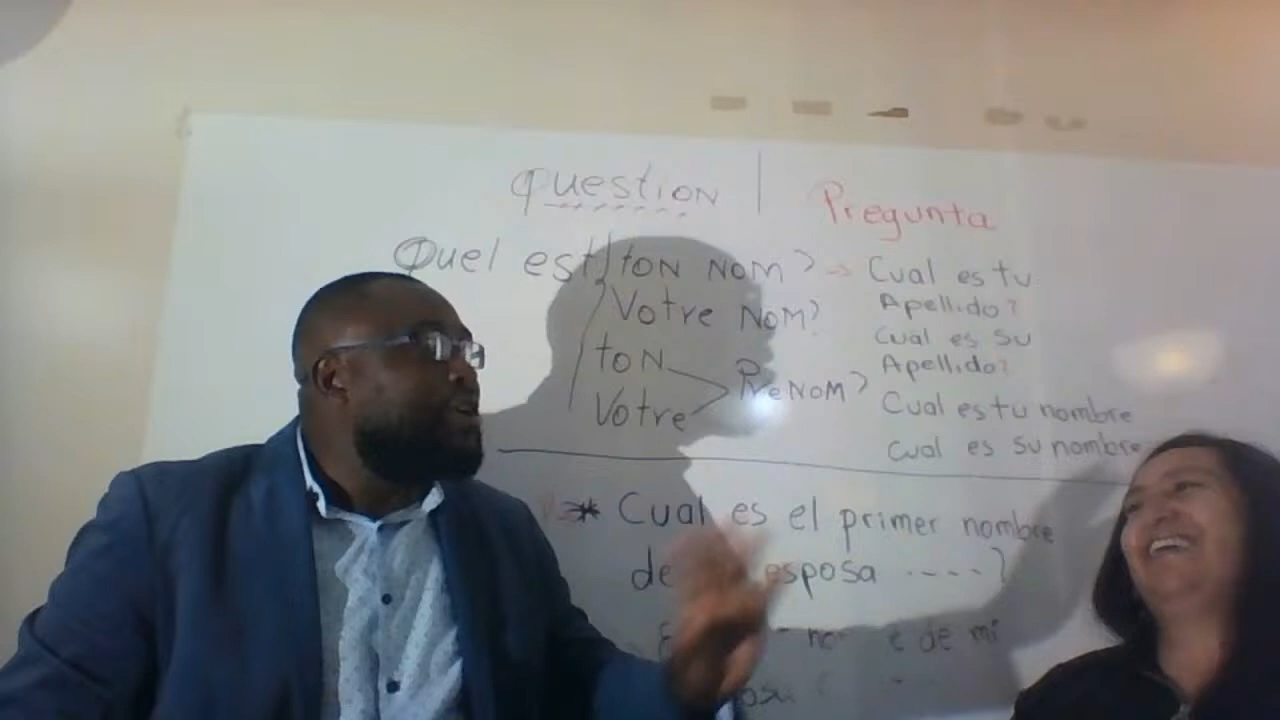 Question | Pregunta
Quel est ton Nom? → Cual es tu
Apellido?
Votre Nom?
Cual es su
ton
Apellido?
PreNom?
Cual es tu nombre
Votre
Cual es su nombre
* Cual es el primer nombre
de esposa ....?
de mi